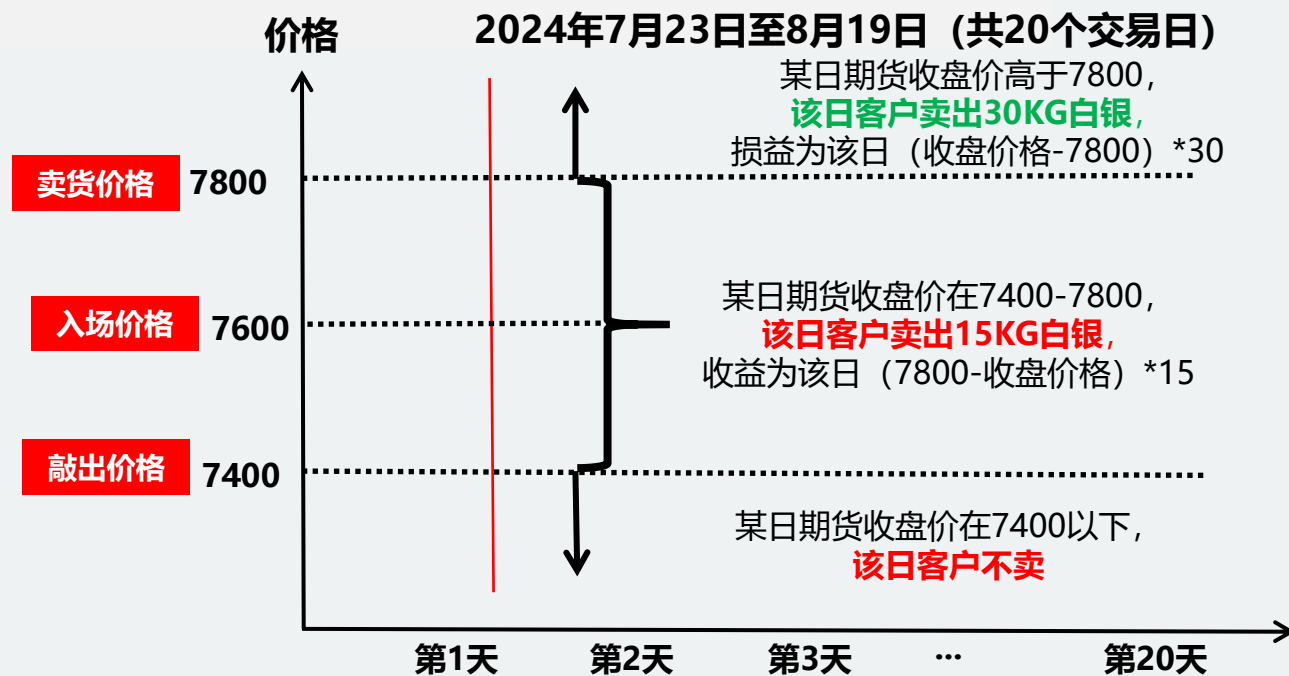 价格
2024年7月23日至8月19日（共20个交易日）
某日期货收盘价高于7800，
该日客户卖出30KG白银，
损益为该日（收盘价格-7800）*30
卖货价格
7800
某日期货收盘价在7400-7800，
该日客户卖出15KG白银，
收益为该日（7800-收盘价格）*15
入场价格
7600
敲出价格
7400
某日期货收盘价在7400以下，
该日客户不卖
第1天
第2天
第3天
...
第20天